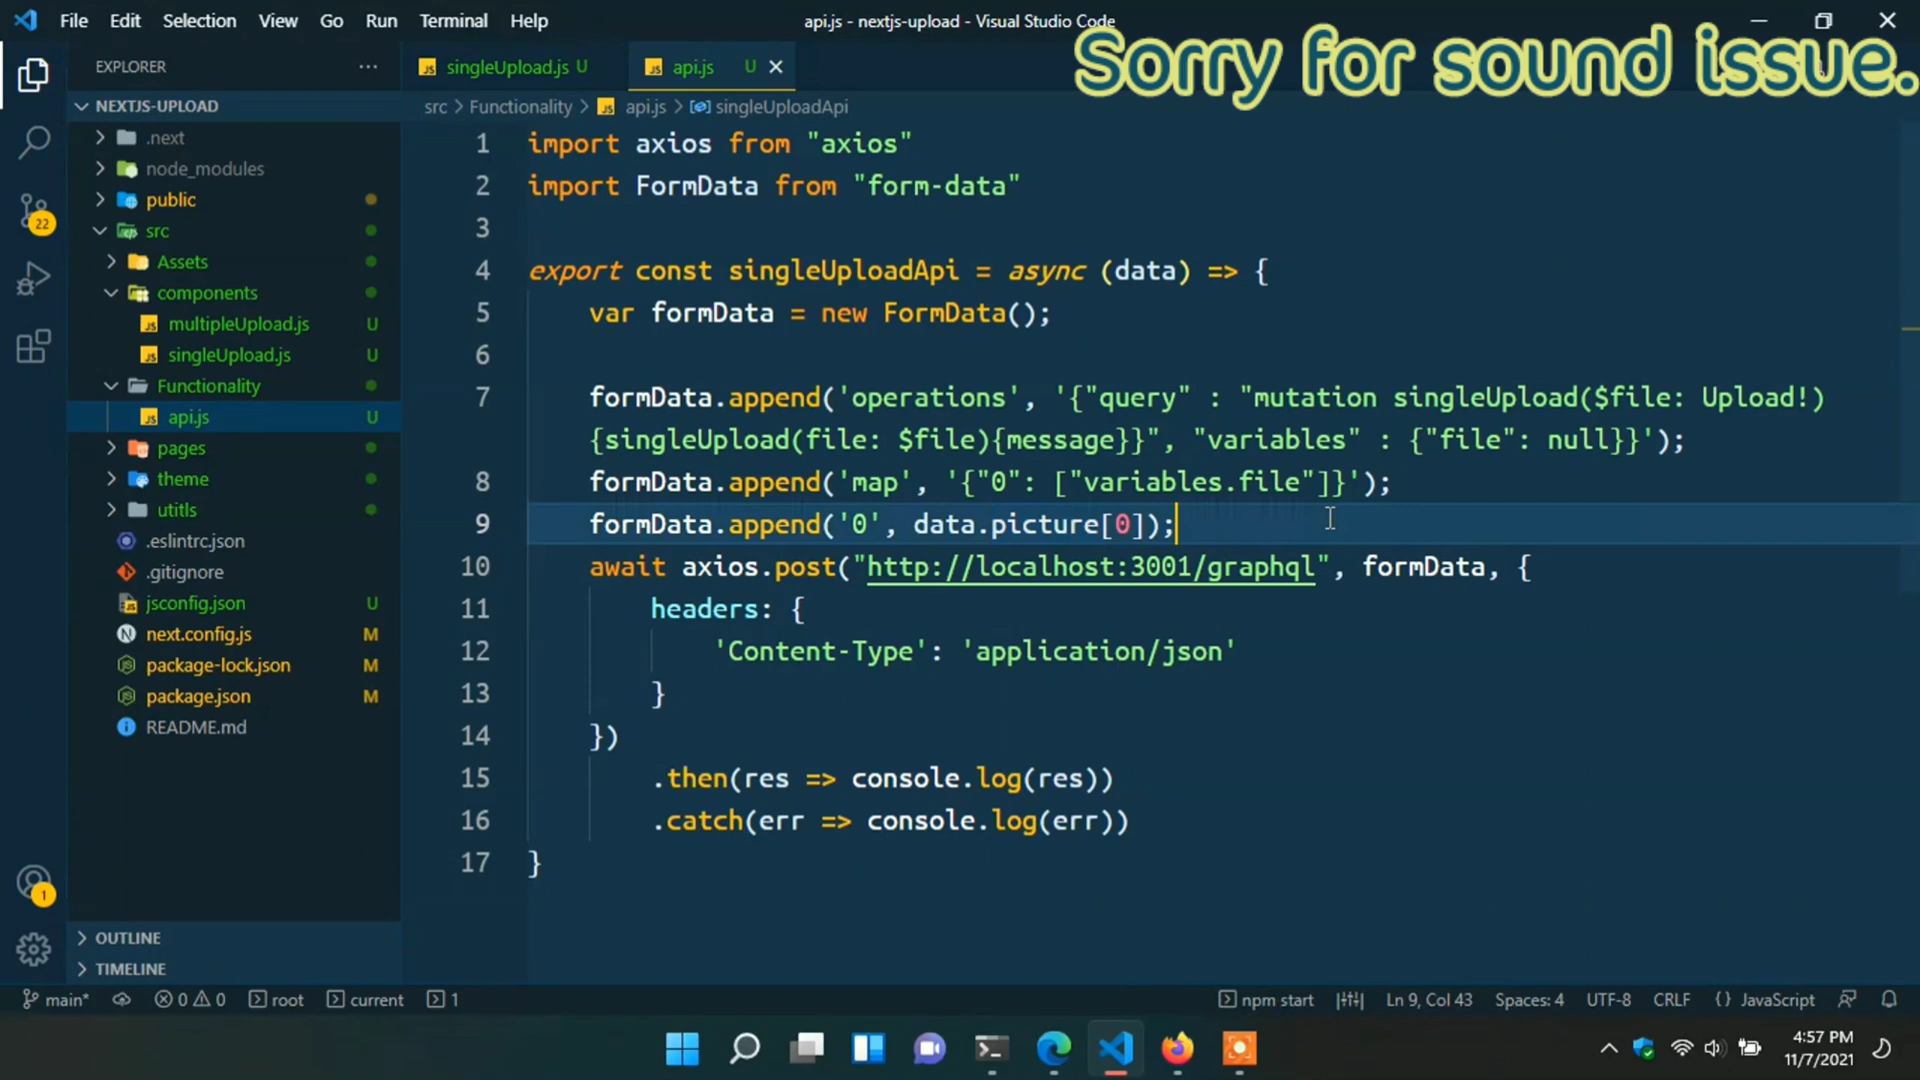 File Edit Selection View Go Run Terminal Help
api.js - nextjs-upload - Visual Studio Code
Sorry for sound issue.
EXPLORER
singleUpload.js U
api.js U
NEXTJS-UPLOAD
src > Functionality > api.js > singleUploadApi
.next
node_modules
public
src
Assets
components
multipleUpload.js U
singleUpload.js U
Functionality
api.js U
pages
theme
utitls
.eslintrc.json
.gitignore
jsconfig.json U
next.config.js M
package-lock.json M
package.json M
README.md
OUTLINE
TIMELINE
22
1
1 import axios from "axios"
2 import FormData from "form-data"
3
4 export const singleUploadApi = async (data) => {
5 var formData = new FormData();
6
7 formData.append('operations', '{"query" : "mutation singleUpload($file: Upload!)
{singleUpload(file: $file){message}}", "variables" : {"file": null}}');
8 formData.append('map', '{"0": ["variables.file"]}');
9 formData.append('0', data.picture[0]);
10 await axios.post("http://localhost:3001/graphql", formData, {
11 headers: {
12 'Content-Type': 'application/json'
13 }
14 })
15 .then(res => console.log(res))
16 .catch(err => console.log(err))
17 }
main* 0 0 root current 1
npm start Ln 9, Col 43 Spaces: 4 UTF-8 CRLF {} JavaScript
4:57 PM
11/7/2021